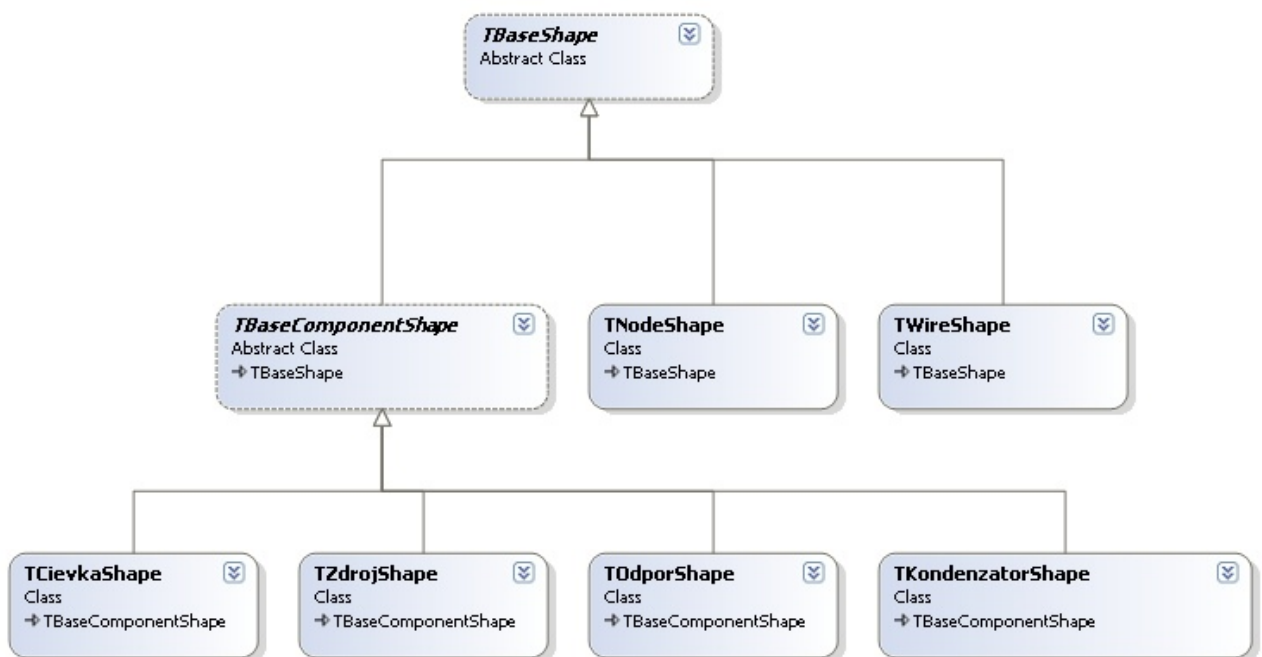 TBaseShape
Abstract Class
TBaseComponentShape
Abstract Class
TBaseShape
TNodeShape
Class
TBaseShape
TWireShape
Class
TBaseShape
TCievkaShape
Class
TBaseComponentShape
TZdrojShape
Class
TBaseComponentShape
TOdporShape
Class
TBaseComponentShape
TKondenzatorShape
Class
TBaseComponentShape